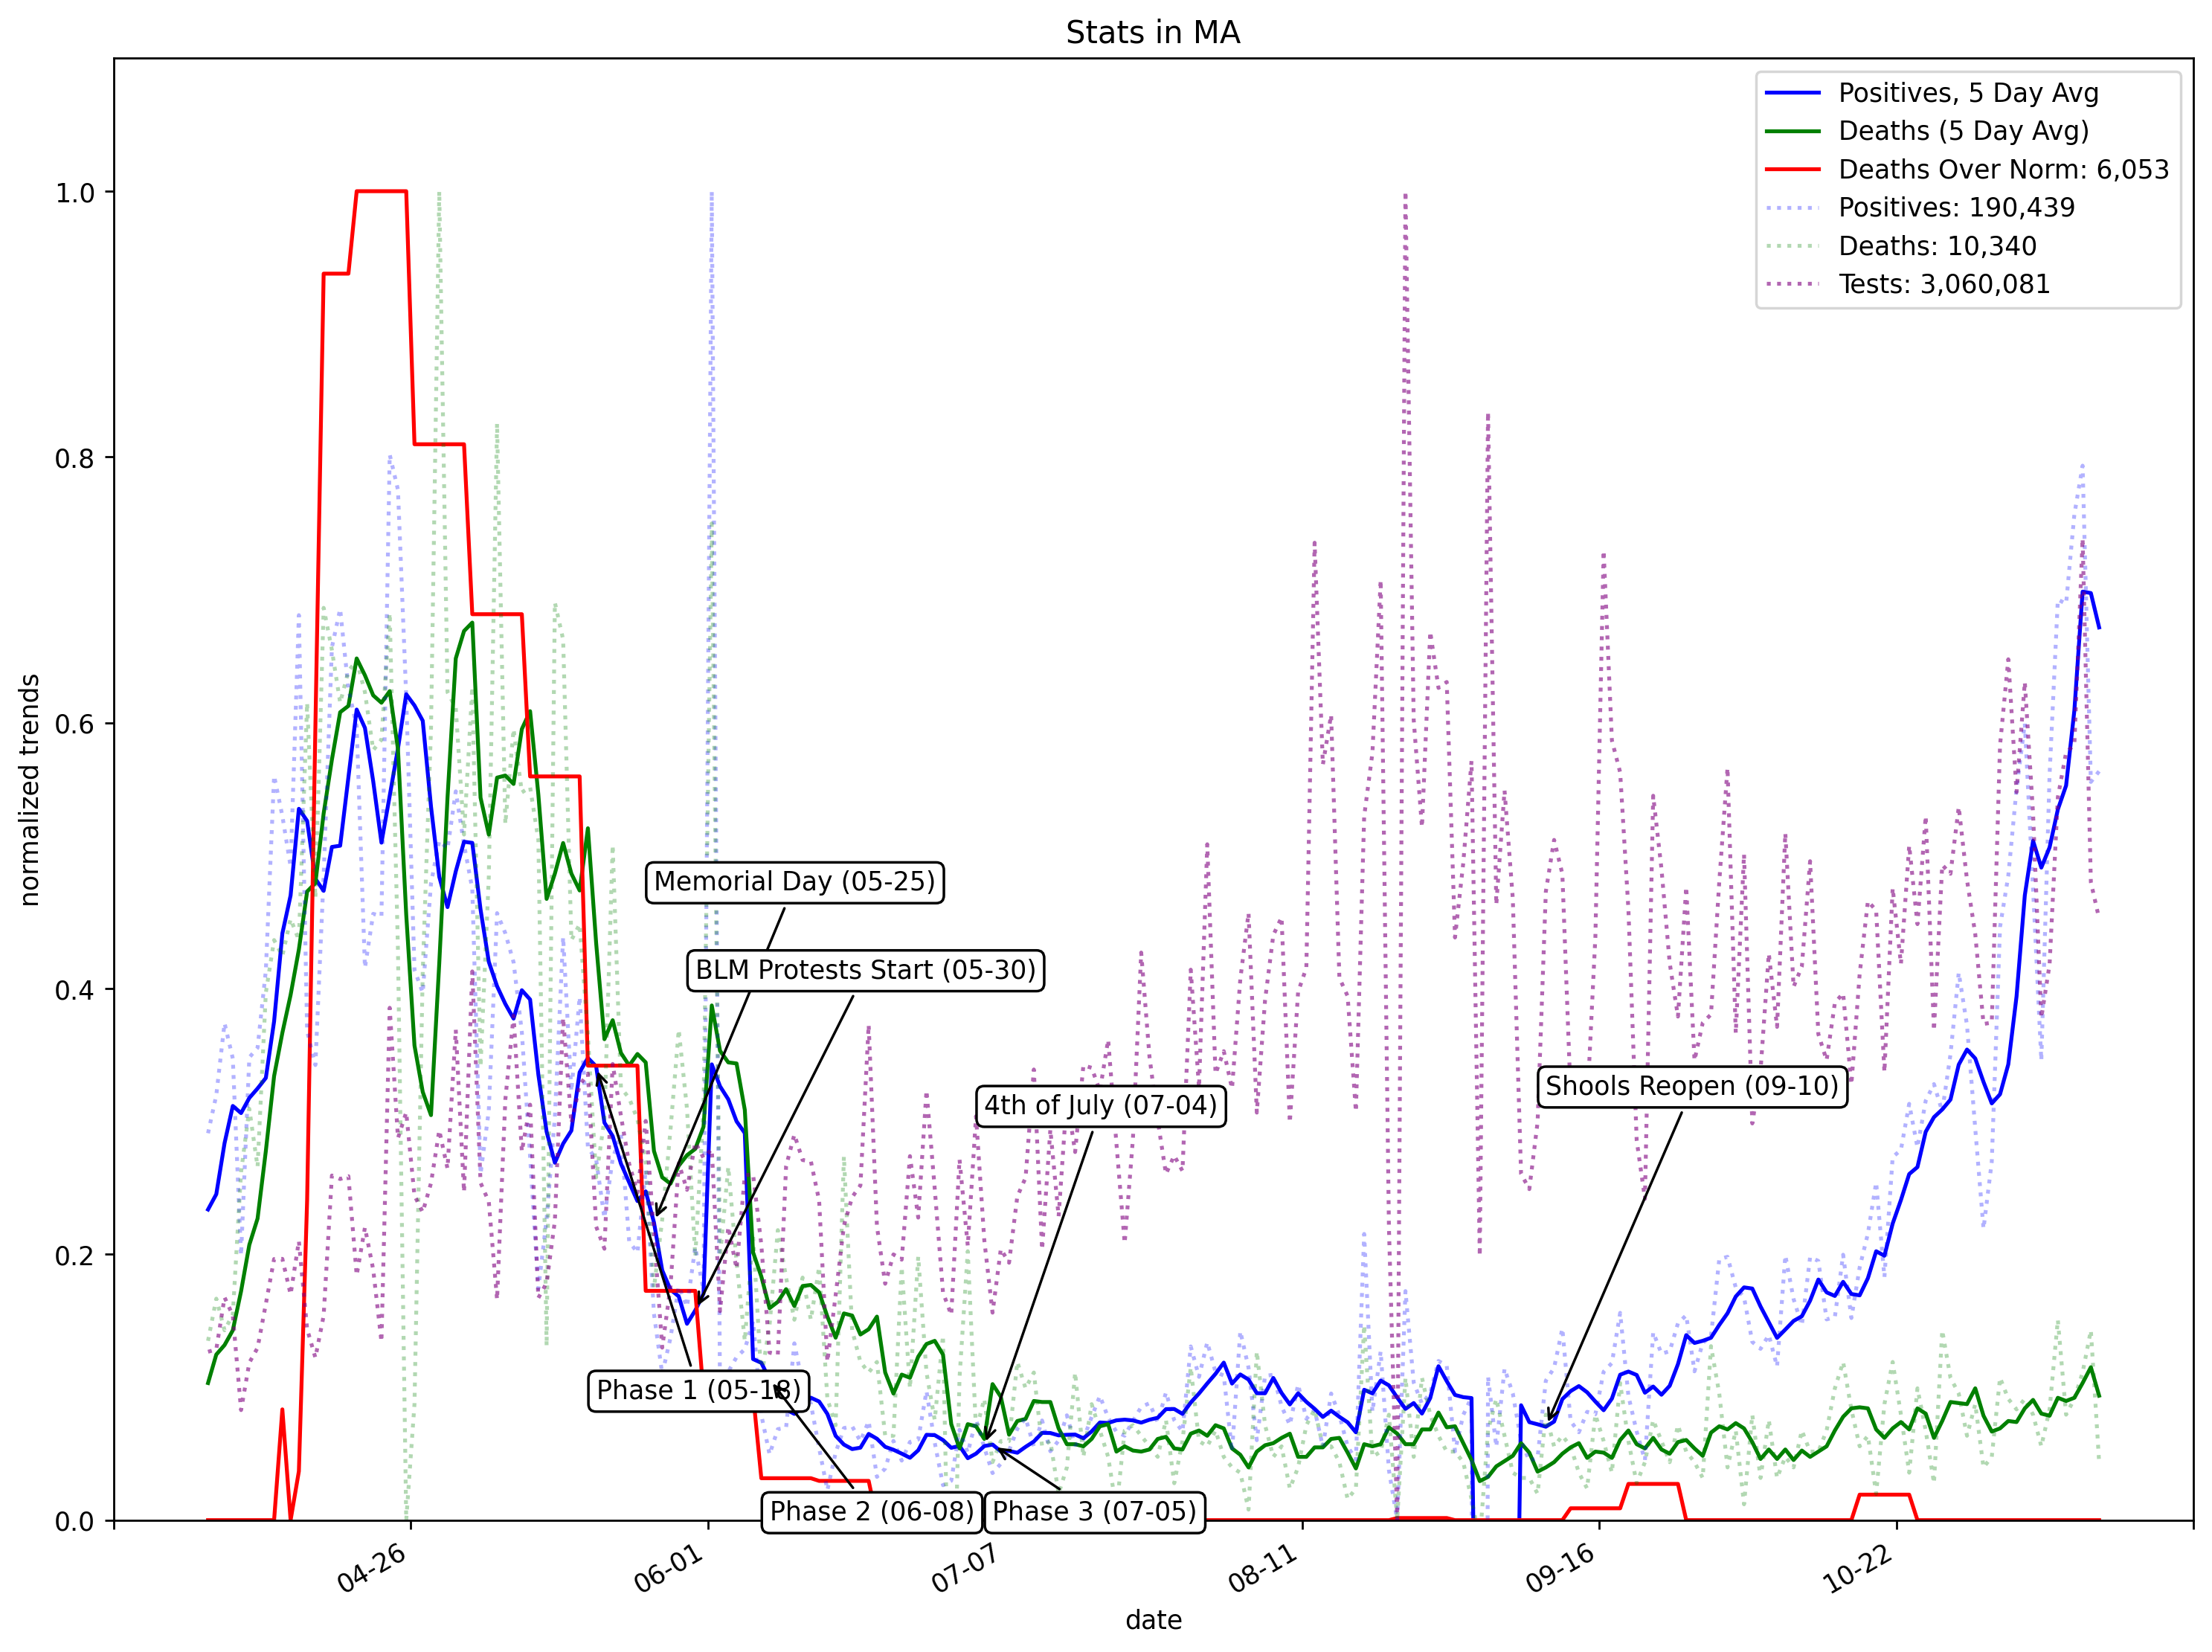 Stats in MA
Positives, 5 Day Avg
Deaths (5 Day Avg)
Deaths Over Norm: 6,053
Positives: 190,439
Deaths: 10,340
Tests: 3,060,081
normalized trends
1.0
0.8
0.6
0.4
0.2
0.0
Memorial Day (05-25)
BLM Protests Start (05-30)
4th of July (07-04)
Shools Reopen (09-10)
Phase 1 (05-18)
Phase 2 (06-08)
Phase 3 (07-05)
04-26
06-01
07-07
08-11
09-16
10-22
date